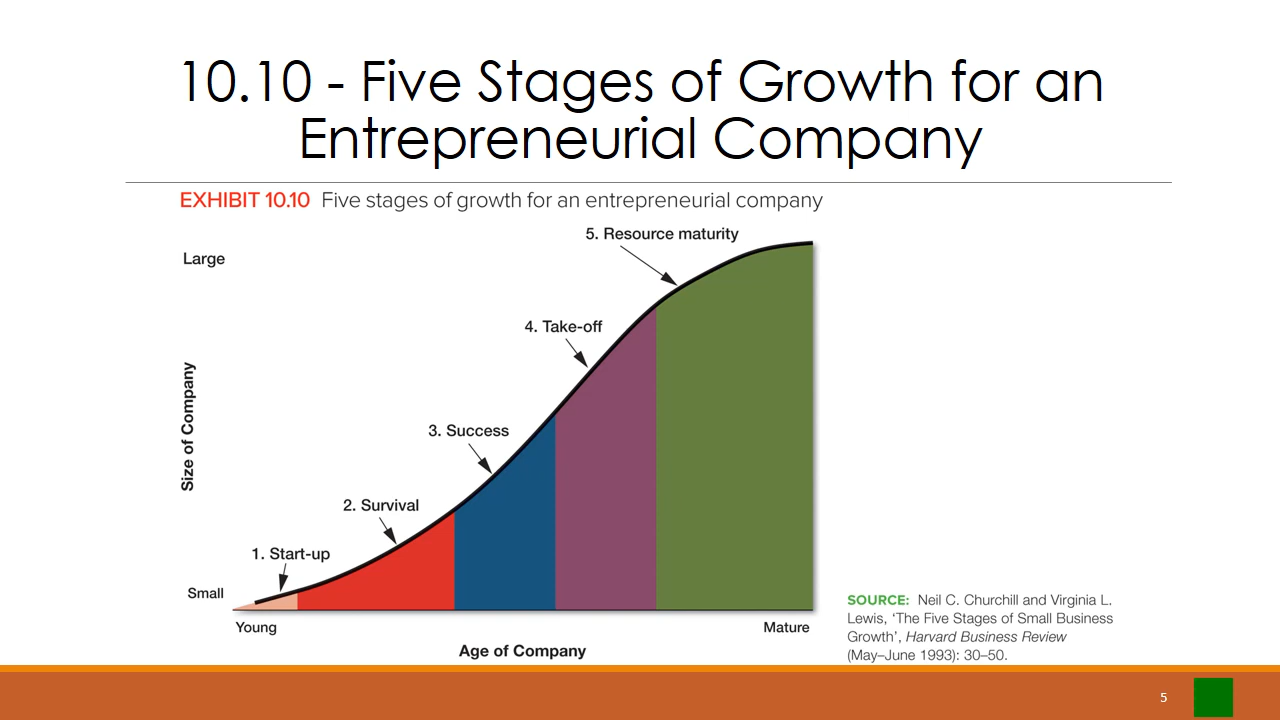 10.10 - Five Stages of Growth for an
Entrepreneurial Company
EXHIBIT 10.10 Five stages of growth for an entrepreneurial company
5. Resource maturity
Large
4. Take-off
Size of Company
3. Success
2. Survival
1. Start-up
Small
Young
Mature
Age of Company
SOURCE: Neil C. Churchill and Virginia L.
Lewis, ‘The Five Stages of Small Business
Growth’, Harvard Business Review
(May–June 1993): 30–50.
5